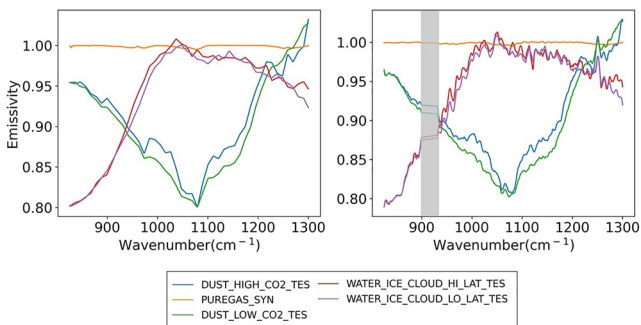 1.00
0.95
0.90
0.85
0.80
Emissivity
900 1000 1100 1200 1300
Wavenumber(cm⁻¹)
1.00
0.95
0.90
0.85
0.80
900 1000 1100 1200 1300
Wavenumber(cm⁻¹)
DUST_HIGH_CO2_TES
PUREGAS_SYN
DUST_LOW_CO2_TES
WATER_ICE_CLOUD_HI_LAT_TES
WATER_ICE_CLOUD_LO_LAT_TES